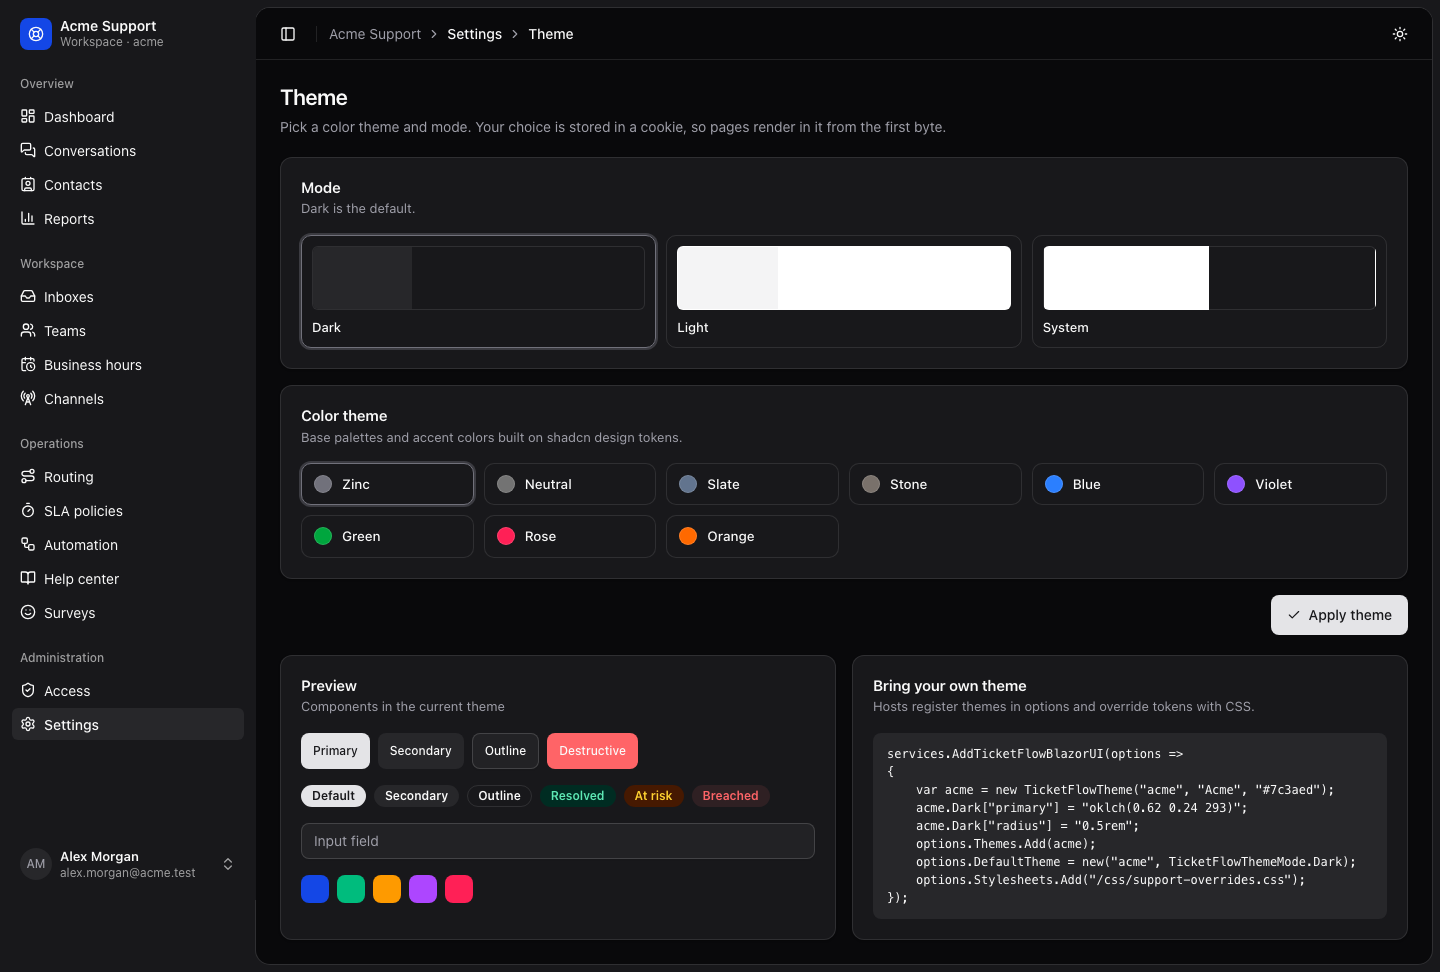 Acme Support
Workspace · acme
Overview
Dashboard
Conversations
Contacts
Reports
Workspace
Inboxes
Teams
Business hours
Channels
Operations
Routing
SLA policies
Automation
Help center
Surveys
Administration
Access
Settings
AM
Alex Morgan
alex.morgan@acme.test
Acme Support > Settings > Theme
Theme
Pick a color theme and mode. Your choice is stored in a cookie, so pages render in it from the first byte.
Mode
Dark is the default.
Dark
Light
System
Color theme
Base palettes and accent colors built on shadcn design tokens.
Zinc
Neutral
Slate
Stone
Blue
Violet
Green
Rose
Orange
Apply theme
Preview
Components in the current theme
Primary
Secondary
Outline
Destructive
Default
Secondary
Outline
Resolved
At risk
Breached
Input field
Bring your own theme
Hosts register themes in options and override tokens with CSS.
services.AddTicketFlowBlazorUI(options =>
{
    var acme = new TicketFlowTheme("acme", "Acme", "#7c3aed");
    acme.Dark["primary"] = "oklch(0.62 0.24 293)";
    acme.Dark["radius"] = "0.5rem";
    options.Themes.Add(acme);
    options.DefaultTheme = new("acme", TicketFlowThemeMode.Dark);
    options.Stylesheets.Add("/css/support-overrides.css");
});